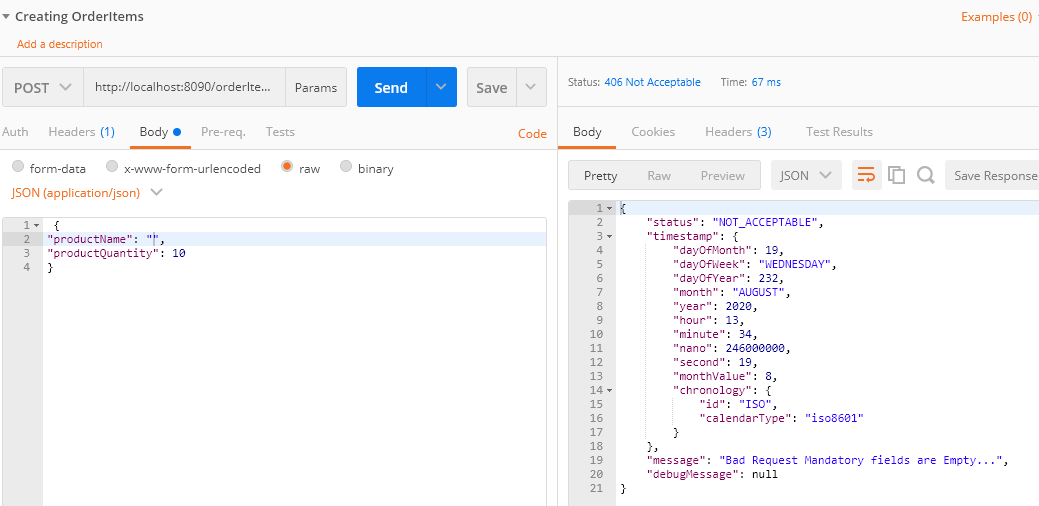 Creating OrderItems
Examples (0)
Add a description
POST http://localhost:8090/orderIte... Params Send Save
Status: 406 Not Acceptable Time: 67 ms
Auth Headers (1) Body Pre-req. Tests Code
Body Cookies Headers (3) Test Results
form-data x-www-form-urlencoded raw binary
JSON (application/json)
Pretty Raw Preview JSON Save Response
1 {
2 "productName": "",
3 "productQuantity": 10
4 }
1 {
2 "status": "NOT_ACCEPTABLE",
3 "timestamp": {
4 "dayOfMonth": 19,
5 "dayOfWeek": "WEDNESDAY",
6 "dayOfYear": 232,
7 "month": "AUGUST",
8 "year": 2020,
9 "hour": 13,
10 "minute": 34,
11 "nano": 246000000,
12 "second": 19,
13 "monthValue": 8,
14 "chronology": {
15 "id": "ISO",
16 "calendarType": "iso8601"
17 }
18 },
19 "message": "Bad Request Mandatory fields are Empty...",
20 "debugMessage": null
21 }